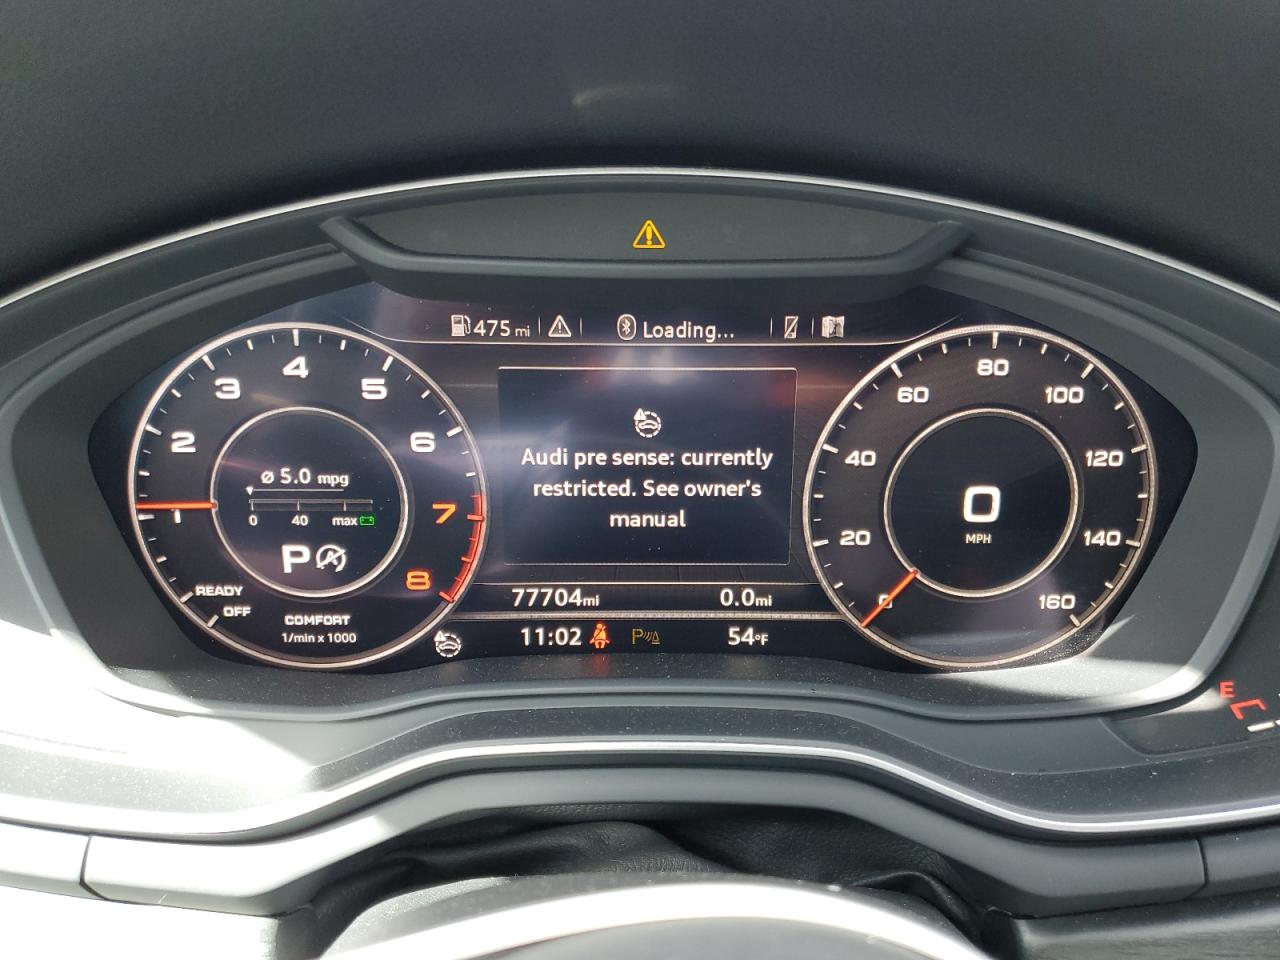 475 mi
Loading...
1
2
3
4
5
6
7
8
ø 5.0 mpg
0 40 max
P A
READY
OFF
COMFORT
1/min x 1000
Audi pre sense: currently
restricted. See owner's
manual
77704mi 0.0mi
11:02 P 54°F
0
20
40
60
80
100
120
140
160
0
MPH
E